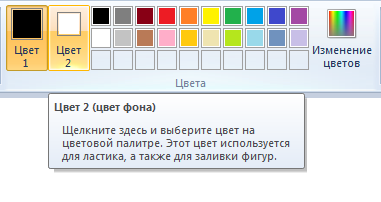 Цвет
1
Цвет
2
Изменение
цветов
Цвета
Цвет 2 (цвет фона)
Щелкните здесь и выберите цвет на
цветовой палитре. Этот цвет используется
для ластика, а также для заливки фигур.